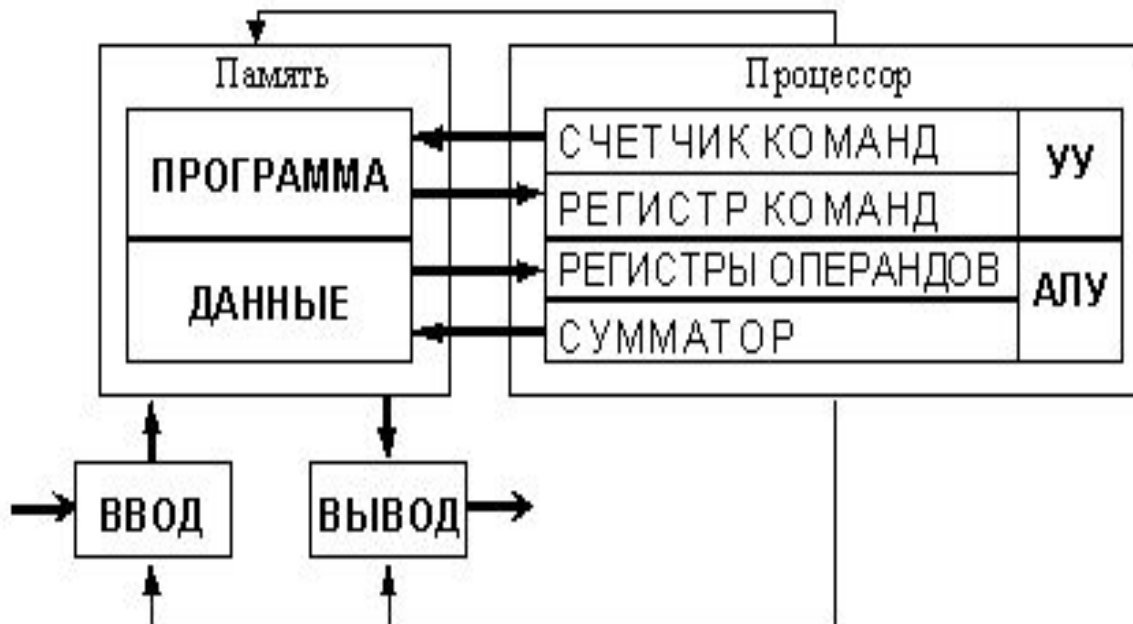 Память
Процессор
ПРОГРАММА
ДАННЫЕ
СЧЕТЧИК КОМАНД
РЕГИСТР КОМАНД
УУ
РЕГИСТРЫ ОПЕРАНДОВ
СУММАТОР
АЛУ
ВВОД
ВЫВОД